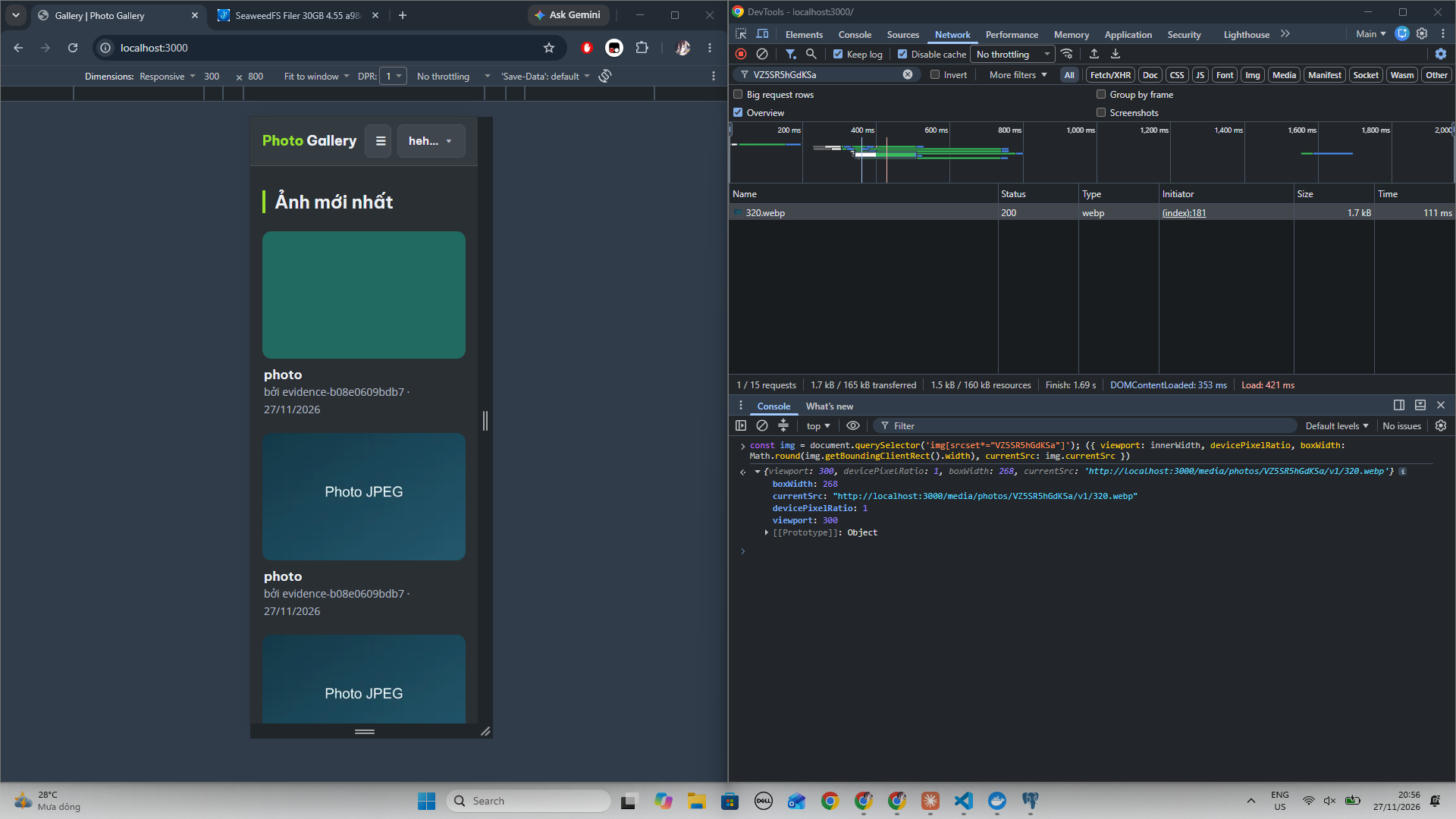 Gallery | Photo Gallery
SeaweedFS Filer 30GB 4.55 a98
Ask Gemini
localhost:3000
Dimensions: Responsive 300 x 800 Fit to window DPR: 1 No throttling 'Save-Data': default
Photo Gallery
heh...
Ảnh mới nhất
photo
bởi evidence-b08e0609bdb7 ·
27/11/2026
Photo JPEG
photo
bởi evidence-b08e0609bdb7 ·
27/11/2026
Photo JPEG
DevTools - localhost:3000/
Elements Console Sources Network Performance Memory Application Security Lighthouse Main
Keep log Disable cache No throttling
VZ5SR5hGdKSa Invert More filters All Fetch/XHR Doc CSS JS Font Img Media Manifest Socket Wasm Other
Big request rows Group by frame
Overview Screenshots
200 ms 400 ms 600 ms 800 ms 1,000 ms 1,200 ms 1,400 ms 1,600 ms 1,800 ms 2,000
Name Status Type Initiator Size Time
320.webp 200 webp (index):181 1.7 kB 111 ms
1 / 15 requests 1.7 kB / 165 kB transferred 1.5 kB / 160 kB resources Finish: 1.69 s DOMContentLoaded: 353 ms Load: 421 ms
Console What's new
top Filter Default levels No issues
const img = document.querySelector('img[srcset*="VZ5SR5hGdKSa"]'); ({ viewport: innerWidth, devicePixelRatio, boxWidth:
Math.round(img.getBoundingClientRect().width), currentSrc: img.currentSrc })
{viewport: 300, devicePixelRatio: 1, boxWidth: 268, currentSrc: 'http://localhost:3000/media/photos/VZ5SR5hGdKSa/v1/320.webp'}
boxWidth: 268
currentSrc: "http://localhost:3000/media/photos/VZ5SR5hGdKSa/v1/320.webp"
devicePixelRatio: 1
viewport: 300
[[Prototype]]: Object
28°C
Mưa dông
Search
DELL
ENG
US
20:56
27/11/2026